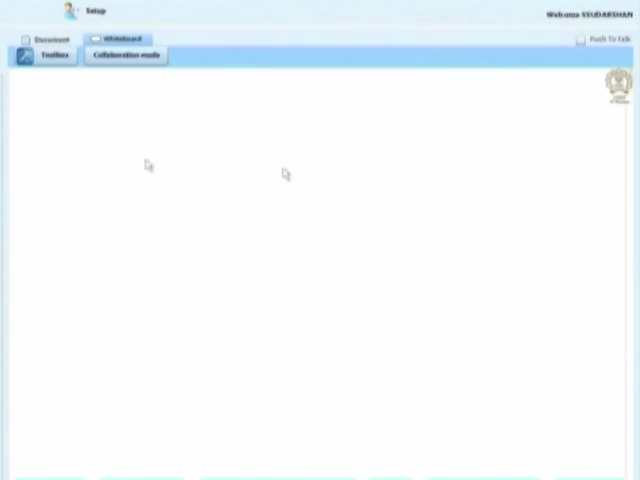 Setup
Welcome SSUDARSHAN
Document
Whiteboard
Push To Talk
Toolbox
Collaboration mode